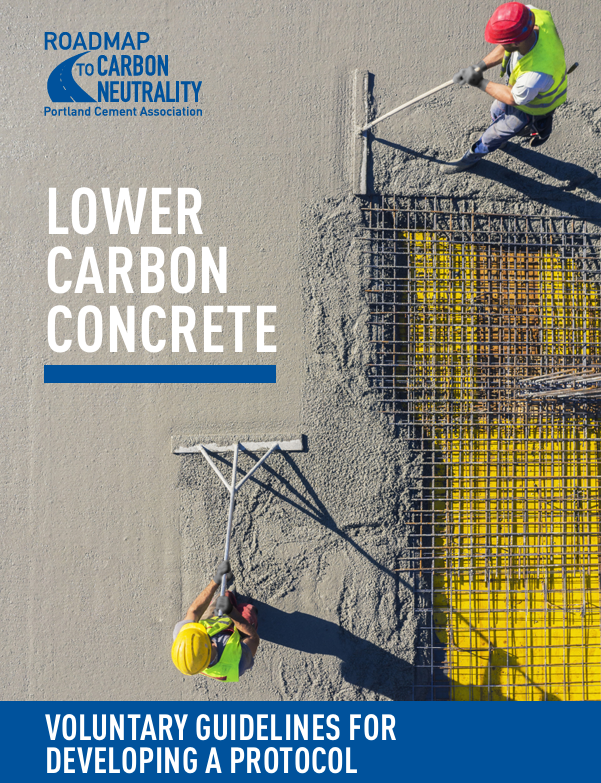 ROADMAP
TO CARBON
NEUTRALITY
Portland Cement Association
LOWER
CARBON
CONCRETE
VOLUNTARY GUIDELINES FOR
DEVELOPING A PROTOCOL